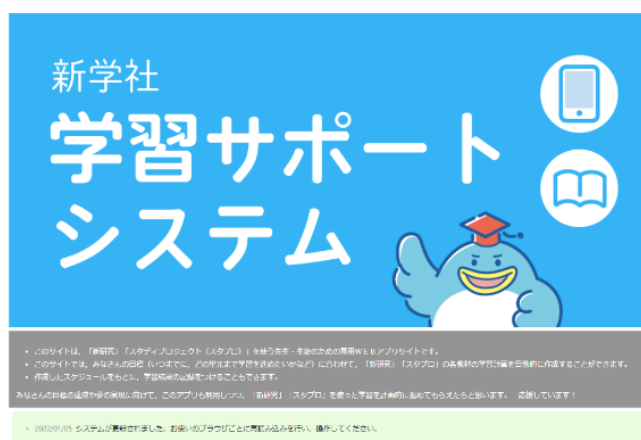 新学社
学習サポート
システム
このサイトは、「新研究」「スタディプロジェクト（スタプロ）」を使う先生・生徒のための専用ＷＥＢアプリサイトです。
このサイトでは、みなさんの目標（いつまでに、どの単元まで学習を進めたいかなど）に合わせて、「新研究」「スタプロ」の各教材の学習計画を自動的に作成することができます。
作成したスケジュールをもとに、学習結果の記録をつけることもできます。
みなさんの目標の達成や夢の実現に向けて、このアプリも利用しつつ、「新研究」「スタプロ」を使った学習を計画的に進めてもらえたらと思います。 応援しています！
2022/01/05 システムが更新されました。お使いのブラウザごとに再読み込みを行い、操作してください。